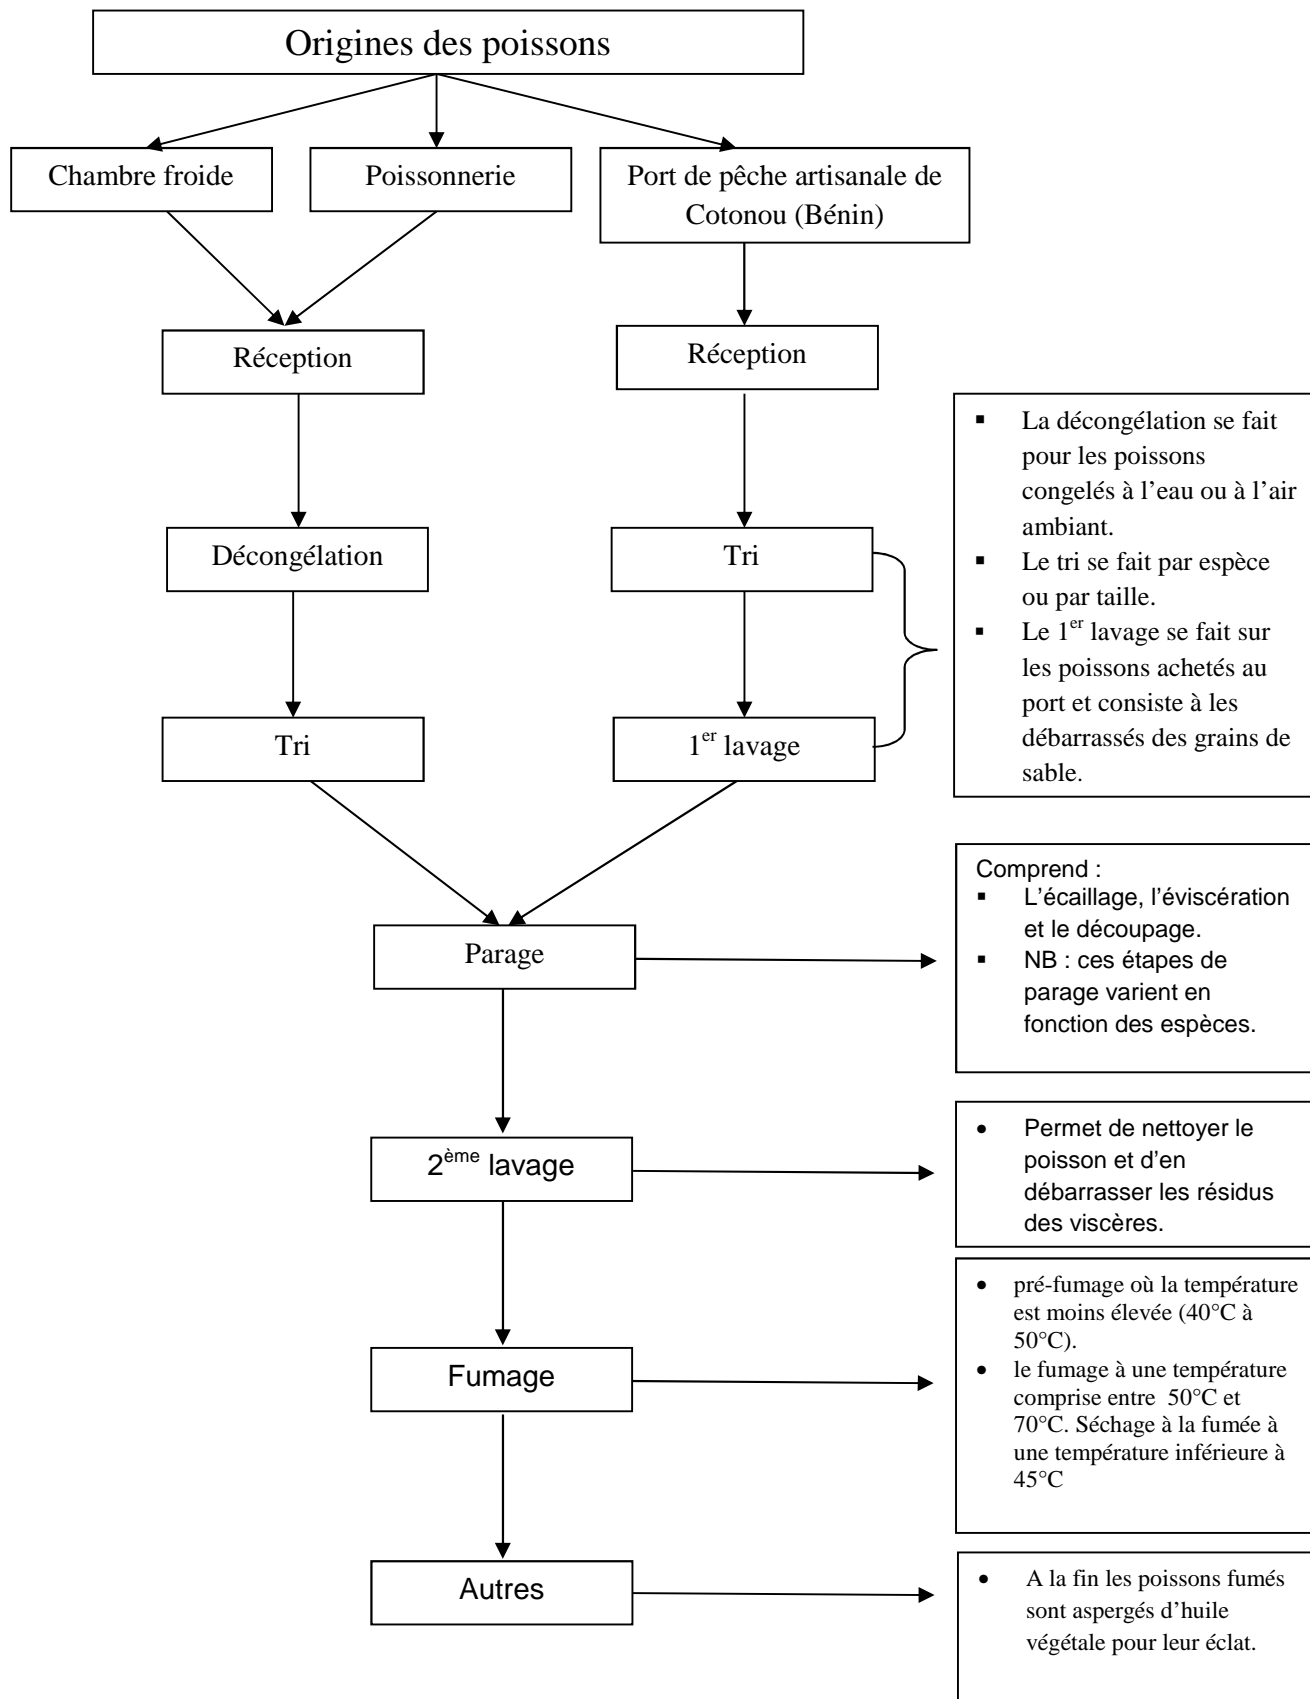 Origines des poissons
Chambre froide
Poissonnerie
Port de pêche artisanale de
Cotonou (Bénin)
Réception
Réception
▪ La décongélation se fait
pour les poissons
congelés à l’eau ou à l’air
ambiant.
▪ Le tri se fait par espèce
ou par taille.
▪ Le 1er lavage se fait sur
les poissons achetés au
port et consiste à les
débarrassés des grains de
sable.
Décongélation
Tri
Tri
1er lavage
Parage
Comprend :
▪ L’écaillage, l’éviscération
et le découpage.
▪ NB : ces étapes de
parage varient en
fonction des espèces.
2ème lavage
• Permet de nettoyer le
poisson et d’en
débarrasser les résidus
des viscères.
Fumage
• pré-fumage où la température
est moins élevée (40°C à
50°C).
• le fumage à une température
comprise entre 50°C et
70°C. Séchage à la fumée à
une température inférieure à
45°C
Autres
• A la fin les poissons fumés
sont aspergés d’huile
végétale pour leur éclat.